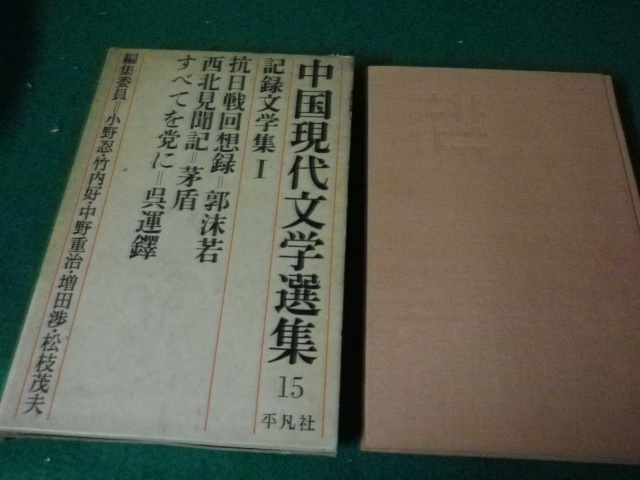 中国現代文学選集 15
平凡社
記録文学集 I
抗日戦回想録=郭沫若
西北見聞記=茅盾
すべてを党に=呉運鐸
編集委員=小野忍・竹内好・中野重治・増田渉・松枝茂夫